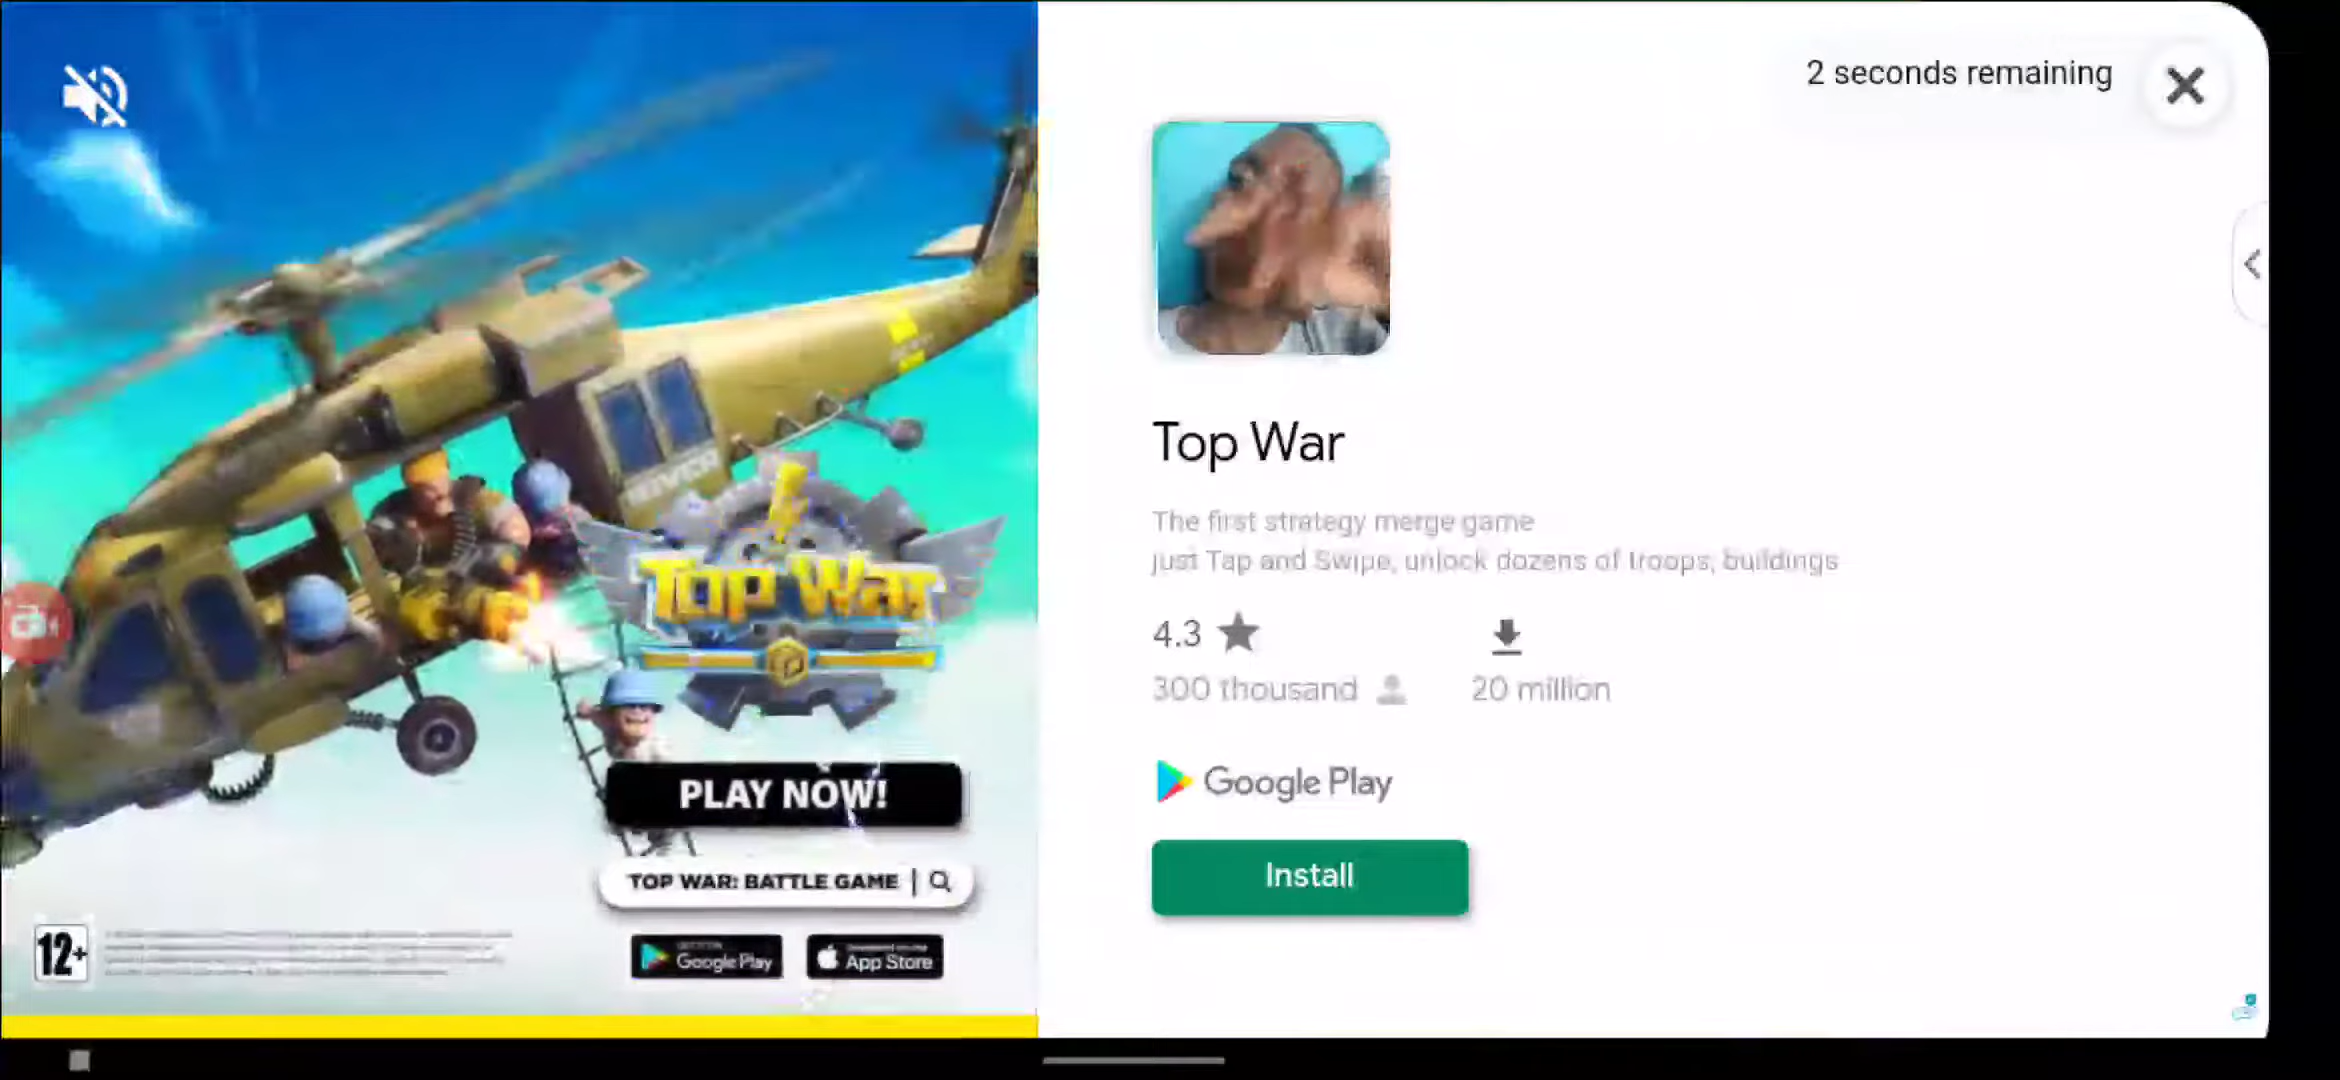 2 seconds remaining
Top War
The first strategy merge game
just Tap and Swipe, unlock dozens of troops, buildings
4.3
300 thousand
20 million
Google Play
Install
Top War
PLAY NOW!
TOP WAR: BATTLE GAME
12+
Google Play
App Store